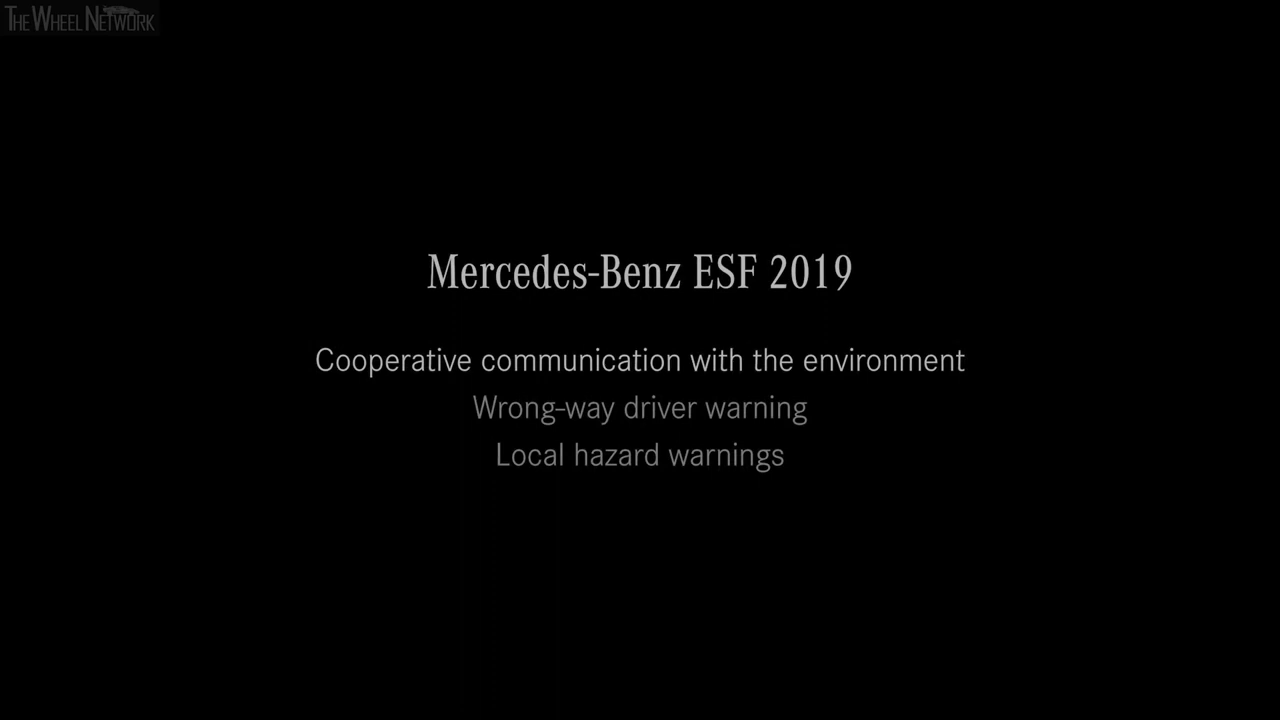 THE WHEEL NETWORK
Mercedes-Benz ESF 2019
Cooperative communication with the environment
Wrong-way driver warning
Local hazard warnings